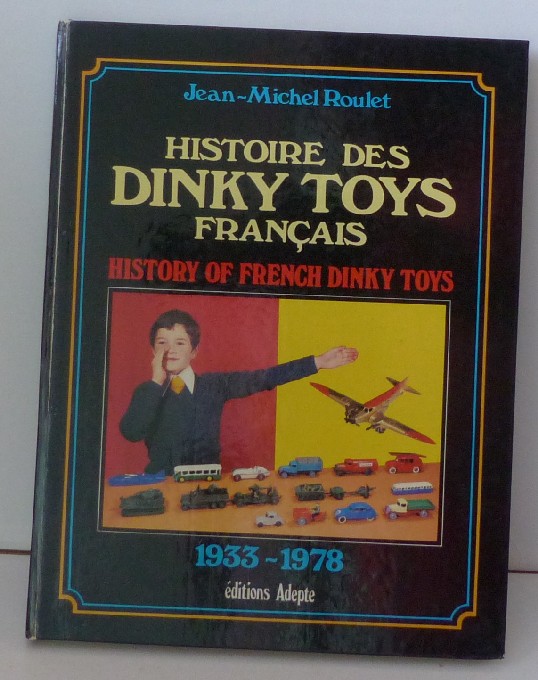 Jean-Michel Roulet
HISTOIRE DES
DINKY TOYS
FRANÇAIS
HISTORY OF FRENCH DINKY TOYS
1933-1978
éditions Adepte